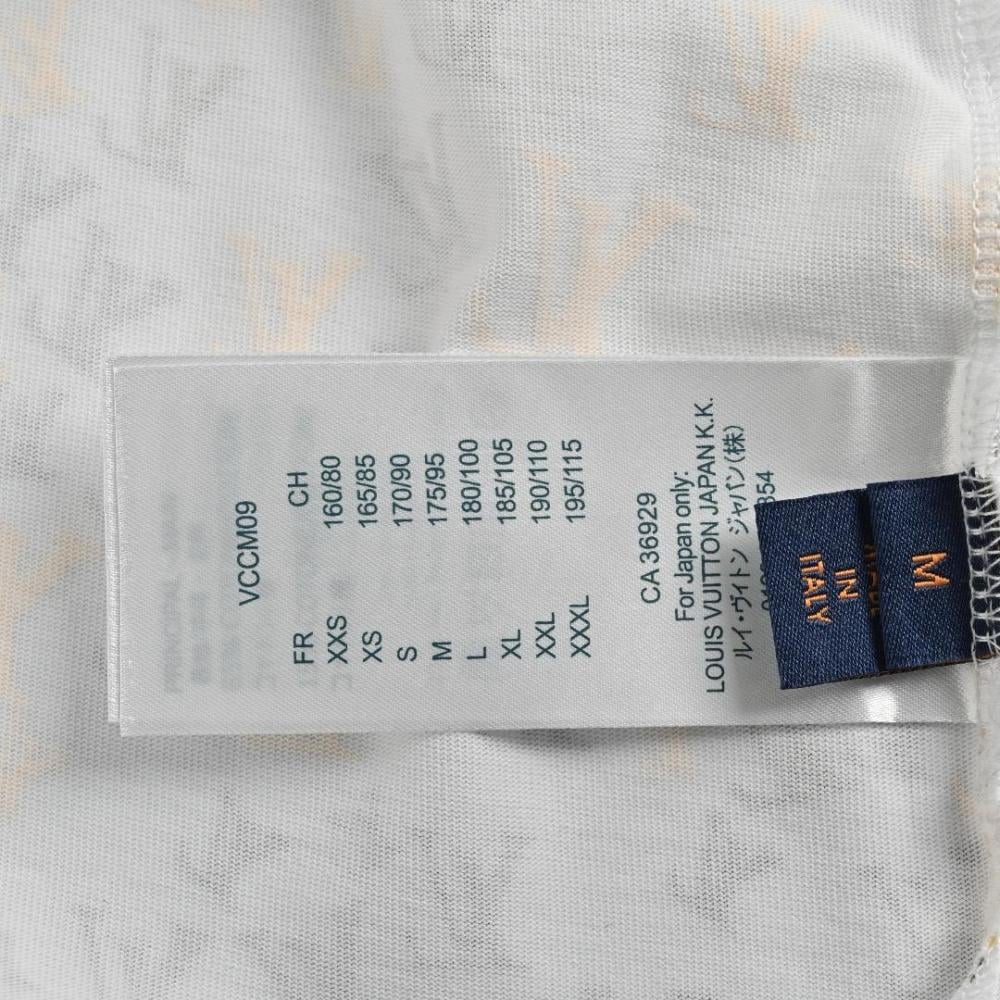 VCCM09
FR CH
XXS 160/80
XS 165/85
S 170/90
M 175/95
L 180/100
XL 185/105
XXL 190/110
XXXL 195/115
CA 36929
For Japan only:
LOUIS VUITTON JAPAN K.K.
ルイ・ヴィトン ジャパン(株)
IN
ITALY
M